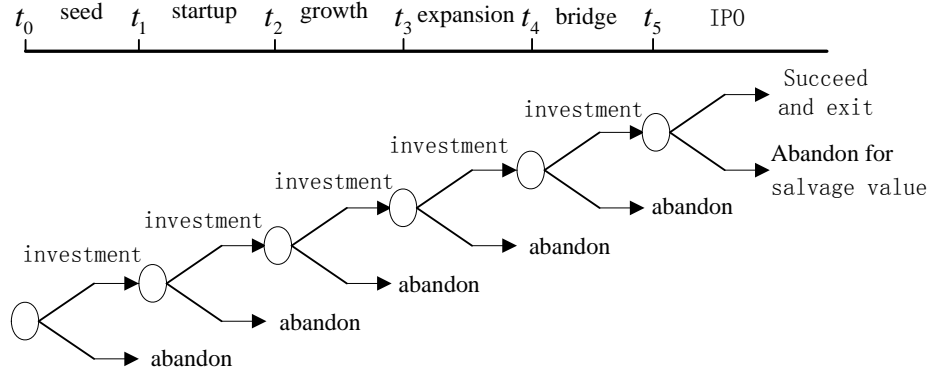 t0 seed t1 startup t2 growth t3 expansion t4 bridge t5 IPO
Succeed
and exit
investment
Abandon for
salvage value
investment
abandon
investment
abandon
investment
abandon
investment
abandon
abandon